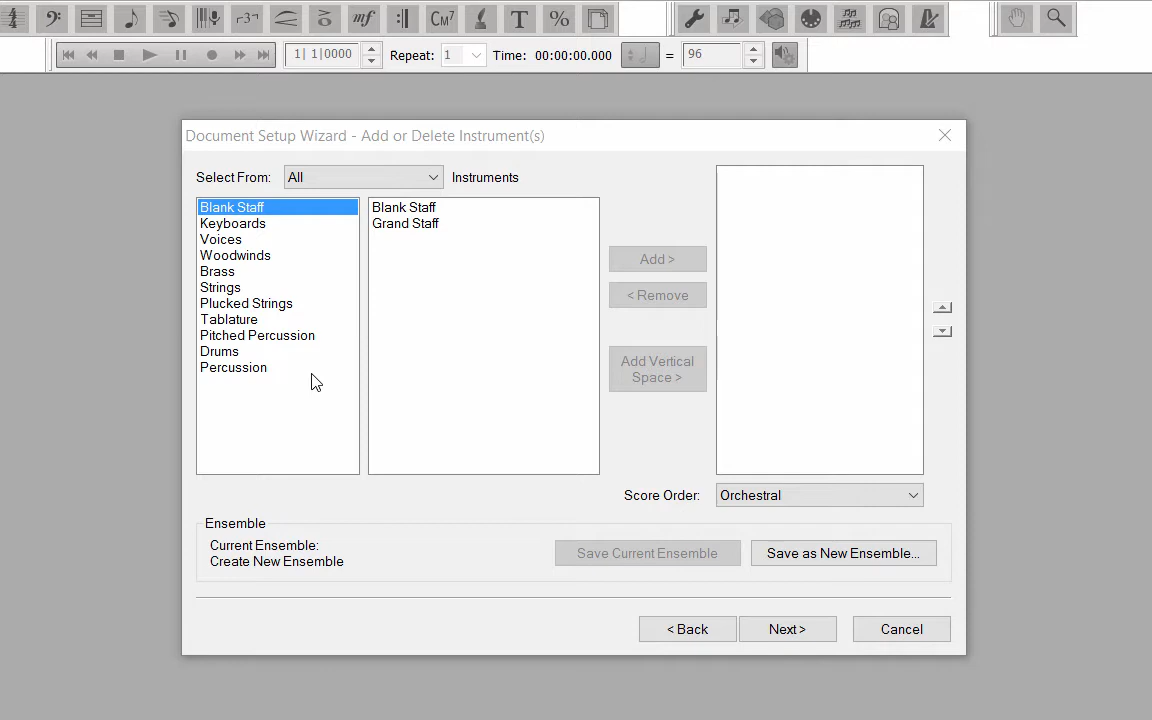 mf CM7 T %
1| 1|0000 Repeat: 1 Time: 00:00:00.000 = 96
Document Setup Wizard - Add or Delete Instrument(s)
Select From: All Instruments
Blank Staff
Keyboards
Voices
Woodwinds
Brass
Strings
Plucked Strings
Tablature
Pitched Percussion
Drums
Percussion
Blank Staff
Grand Staff
Add >
< Remove
Add Vertical
Space >
Score Order: Orchestral
Ensemble
Current Ensemble:
Create New Ensemble
Save Current Ensemble
Save as New Ensemble...
< Back
Next >
Cancel